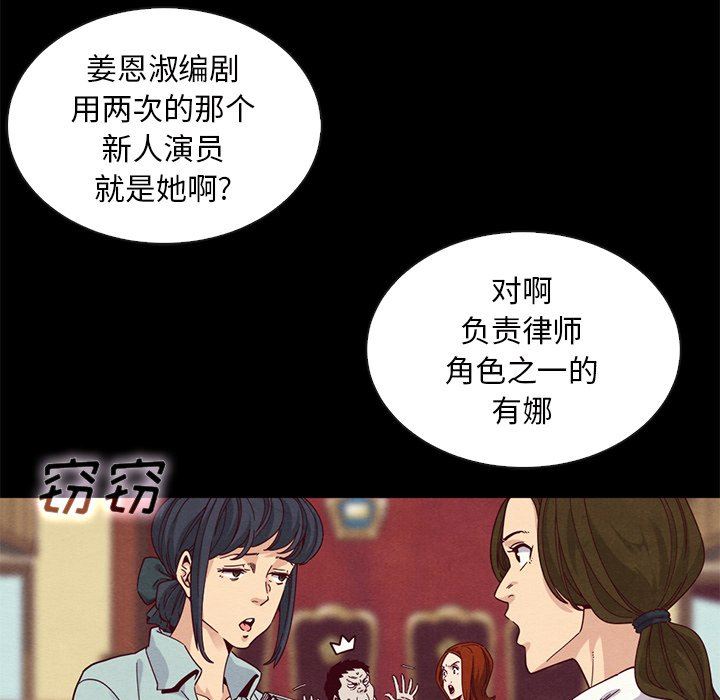 姜恩淑编剧
用两次的那个
新人演员
就是她啊?
对啊
负责律师
角色之一的
有娜
窃窃